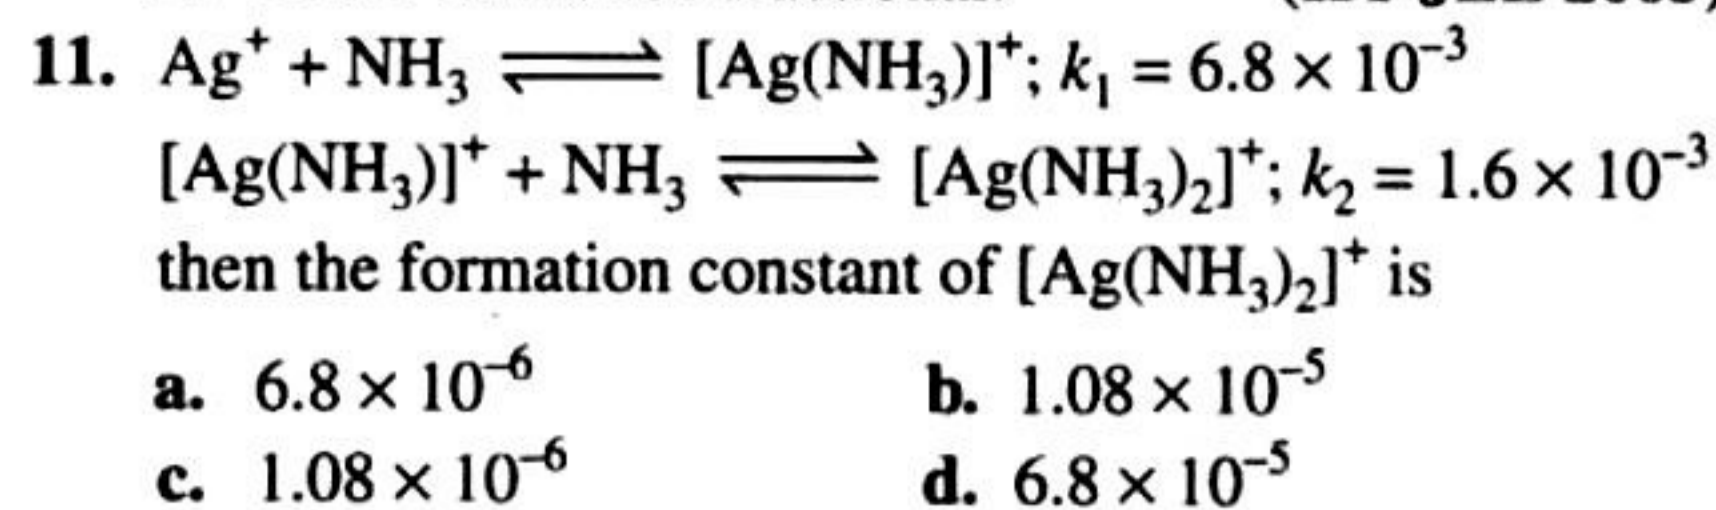 11. Ag⁺ + NH₃ ⇌ [Ag(NH₃)]⁺; k₁ = 6.8 × 10⁻³
[Ag(NH₃)]⁺ + NH₃ ⇌ [Ag(NH₃)₂]⁺; k₂ = 1.6 × 10⁻³
then the formation constant of [Ag(NH₃)₂]⁺ is
a. 6.8 × 10⁻⁶ b. 1.08 × 10⁻⁵
c. 1.08 × 10⁻⁶ d. 6.8 × 10⁻⁵